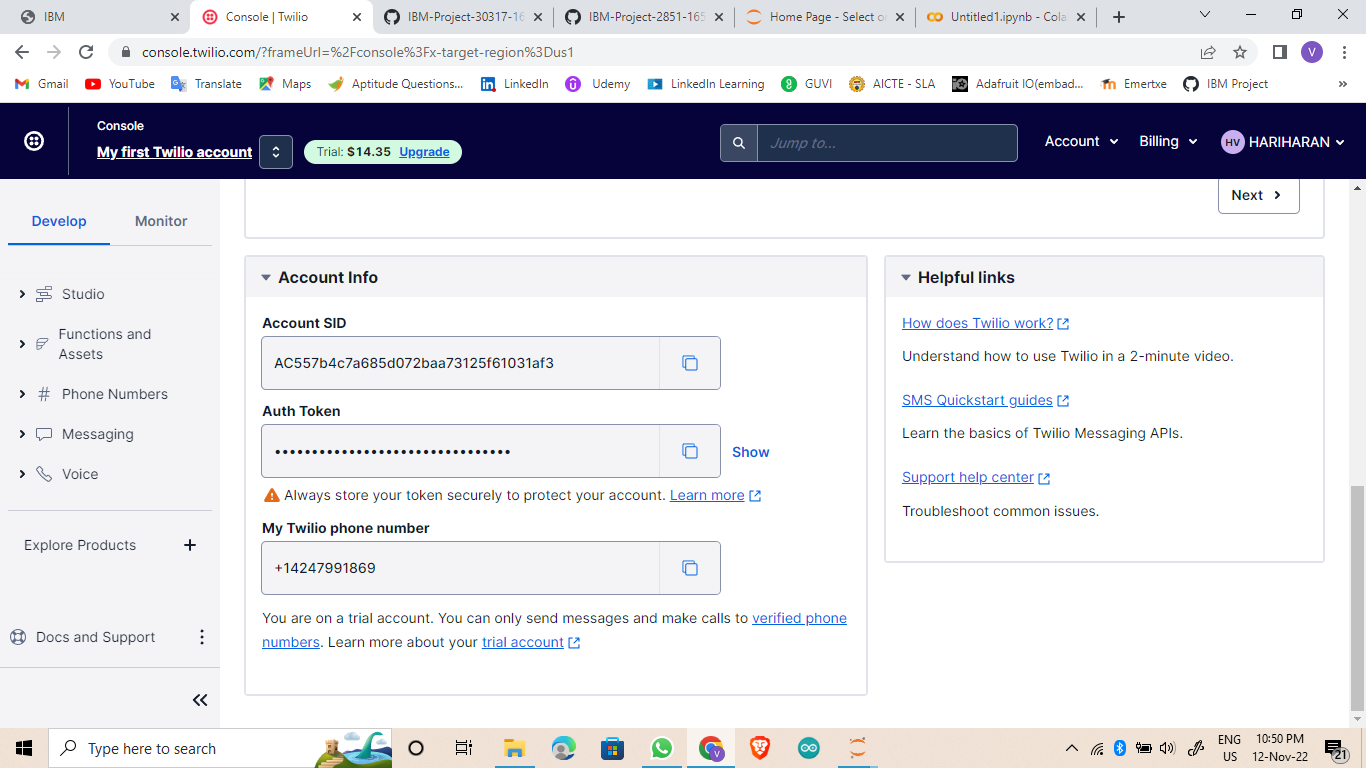 IBM
Console | Twilio
IBM-Project-30317-16
IBM-Project-2851-165
Home Page - Select or
Untitled1.ipynb - Cola
console.twilio.com/?frameUrl=%2Fconsole%3Fx-target-region%3Dus1
V
Gmail
YouTube
Translate
Maps
Aptitude Questions...
LinkedIn
Udemy
LinkedIn Learning
GUVI
AICTE - SLA
Adafruit IO(embad...
Emertxe
IBM Project
Console
My first Twilio account
Trial: $14.35 Upgrade
Jump to...
Account
Billing
HV HARIHARAN
Develop
Monitor
Next
Studio
Functions and
Assets
Phone Numbers
Messaging
Voice
Explore Products
Docs and Support
Account Info
Account SID
AC557b4c7a685d072baa73125f61031af3
Auth Token
••••••••••••••••••••••••••••••••
Show
Always store your token securely to protect your account. Learn more
My Twilio phone number
+14247991869
You are on a trial account. You can only send messages and make calls to verified phone
numbers. Learn more about your trial account
Helpful links
How does Twilio work?
Understand how to use Twilio in a 2-minute video.
SMS Quickstart guides
Learn the basics of Twilio Messaging APIs.
Support help center
Troubleshoot common issues.
Type here to search
V
ENG
US
10:50 PM
12-Nov-22
21